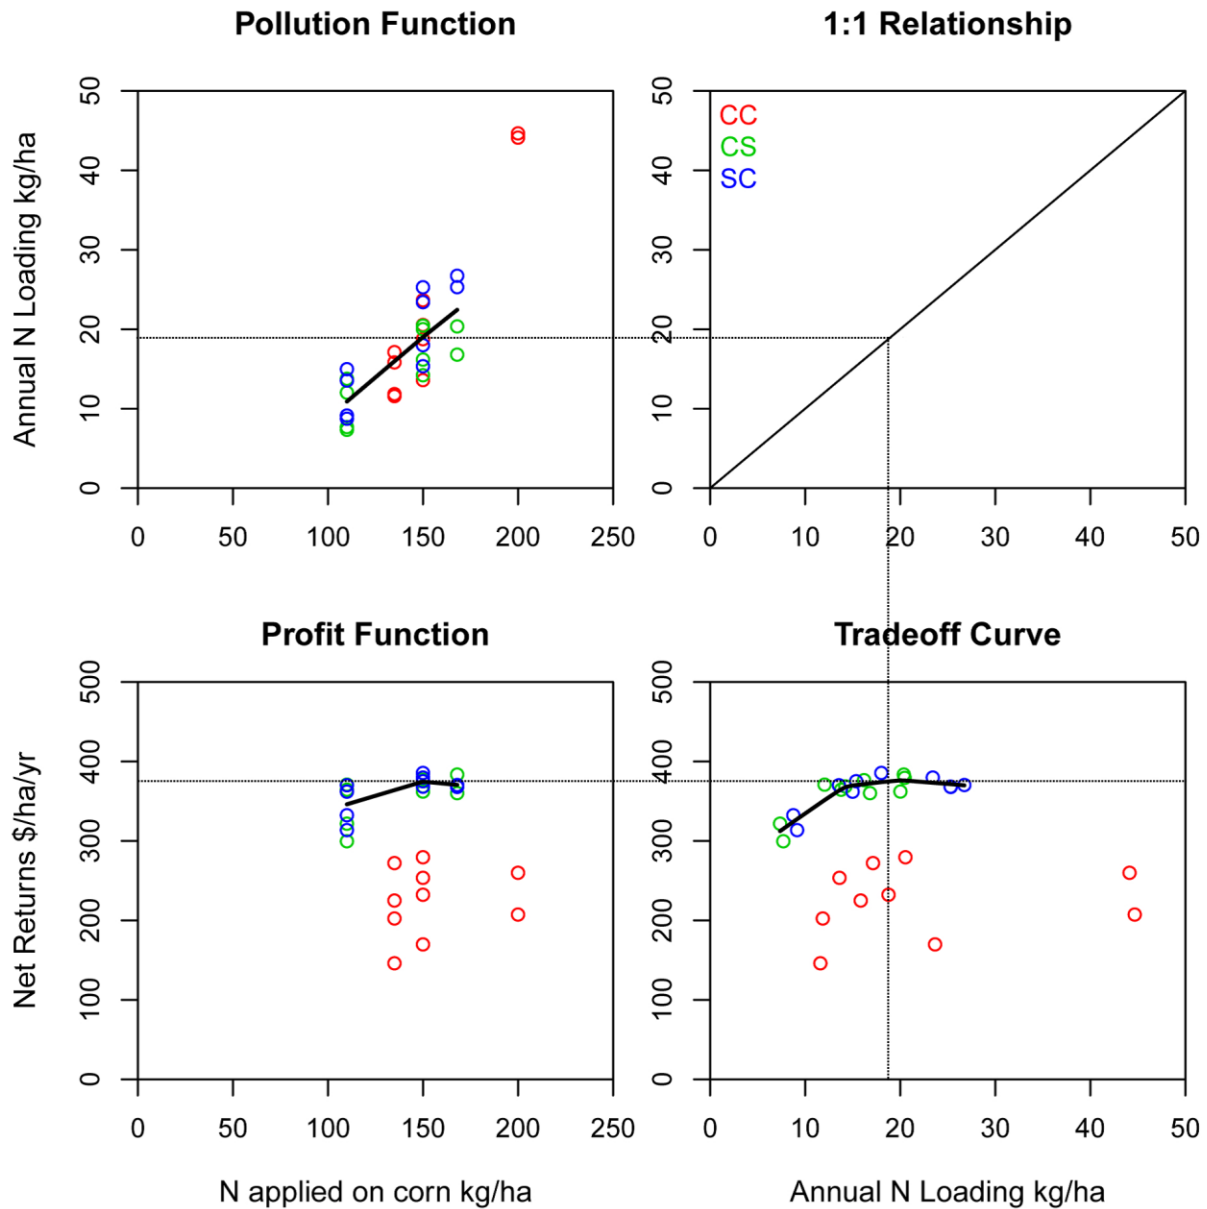 Pollution Function
1:1 Relationship
Annual N Loading kg/ha
50
40
30
20
10
0
0 50 100 150 200 250
CC
CS
SC
50
40
30
20
10
0
0 10 20 30 40 50
Profit Function
Tradeoff Curve
Net Returns $/ha/yr
500
400
300
200
100
0
0 50 100 150 200 250
N applied on corn kg/ha
500
400
300
200
100
0
0 10 20 30 40 50
Annual N Loading kg/ha